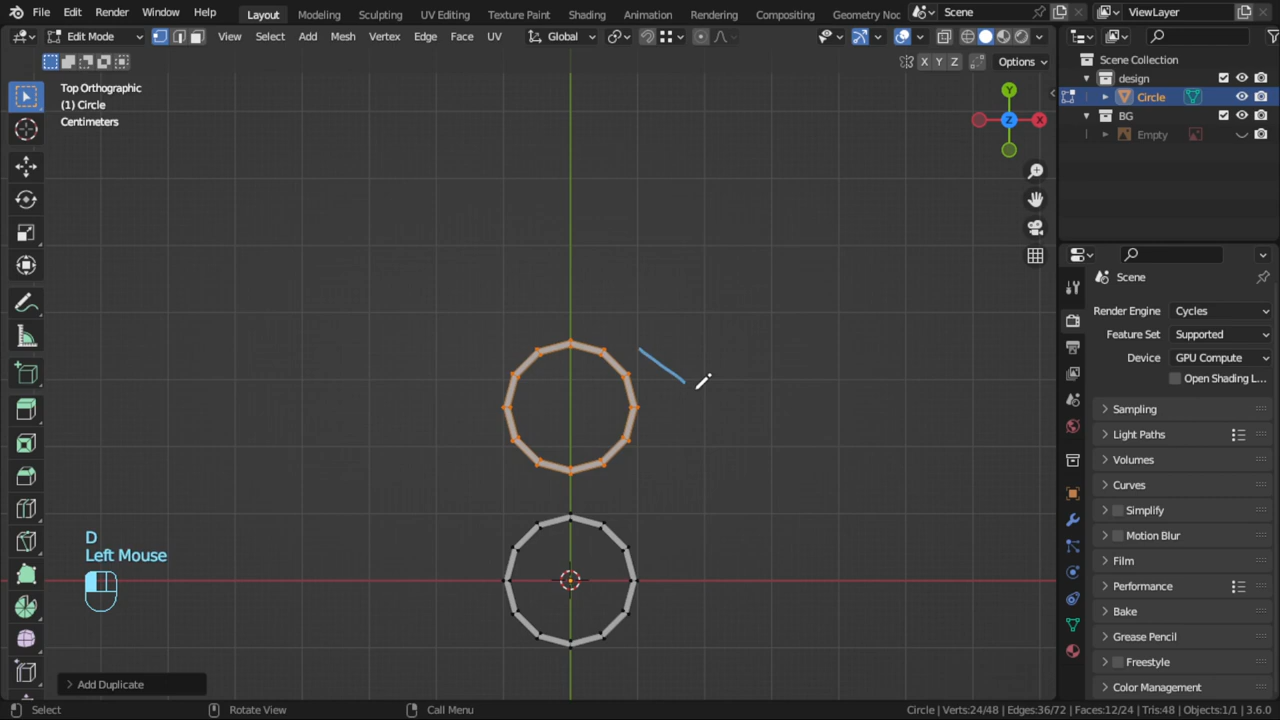 File Edit Render Window Help Layout Modeling Sculpting UV Editing Texture Paint Shading Animation Rendering Compositing Geometry Noc Scene ViewLayer
Edit Mode View Select Add Mesh Vertex Edge Face UV Global
X Y Z Options
Top Orthographic
(1) Circle
Centimeters
Y
X
Z
D
Left Mouse
Add Duplicate
Scene Collection
design
Circle
BG
Empty
Scene
Render Engine Cycles
Feature Set Supported
Device GPU Compute
Open Shading L...
Sampling
Light Paths
Volumes
Curves
Simplify
Motion Blur
Film
Performance
Bake
Grease Pencil
Freestyle
Color Management
Select Rotate View Call Menu Circle | Verts:24/48 | Edges:36/72 | Faces:12/24 | Tris:48 | Objects:1/1 | 3.6.0